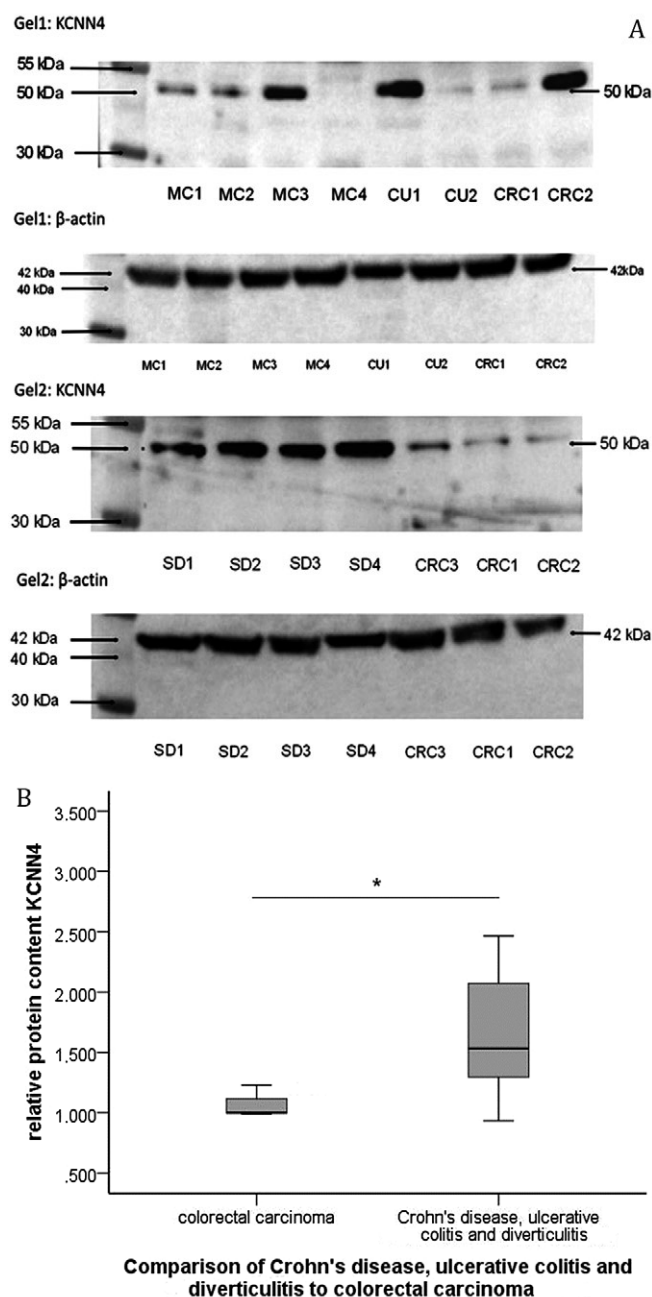 Gel1: KCNN4
A
55 kDa
50 kDa
50 kDa
30 kDa
MC1 MC2 MC3 MC4 CU1 CU2 CRC1 CRC2
Gel1: β-actin
42 kDa
42kDa
40 kDa
30 kDa
MC1 MC2 MC3 MC4 CU1 CU2 CRC1 CRC2
Gel2: KCNN4
55 kDa
50 kDa
50 kDa
30 kDa
SD1 SD2 SD3 SD4 CRC3 CRC1 CRC2
Gel2: β-actin
42 kDa
42 kDa
40 kDa
30 kDa
SD1 SD2 SD3 SD4 CRC3 CRC1 CRC2
B
relative protein content KCNN4
3.500
3.000
2.500
2.000
1.500
1.000
.500
*
colorectal carcinoma
Crohn's disease, ulcerative
colitis and diverticulitis
Comparison of Crohn's disease, ulcerative colitis and
diverticulitis to colorectal carcinoma